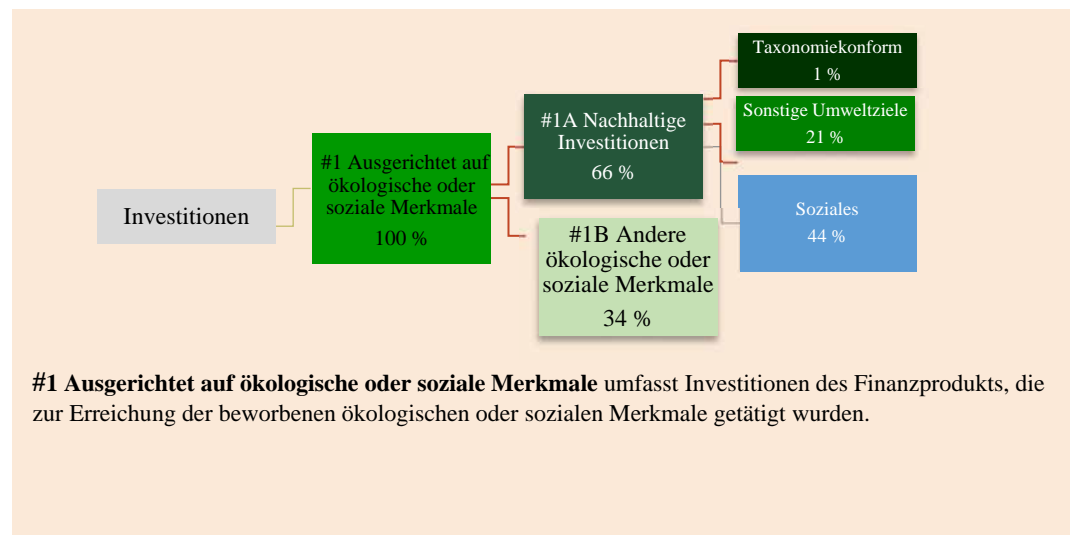 Investitionen
#1 Ausgerichtet auf
ökologische oder
soziale Merkmale
100 %
#1A Nachhaltige
Investitionen
66 %
#1B Andere
ökologische oder
soziale Merkmale
34 %
Taxonomiekonform
1 %
Sonstige Umweltziele
21 %
Soziales
44 %
#1 Ausgerichtet auf ökologische oder soziale Merkmale umfasst Investitionen des Finanzprodukts, die
zur Erreichung der beworbenen ökologischen oder sozialen Merkmale getätigt wurden.